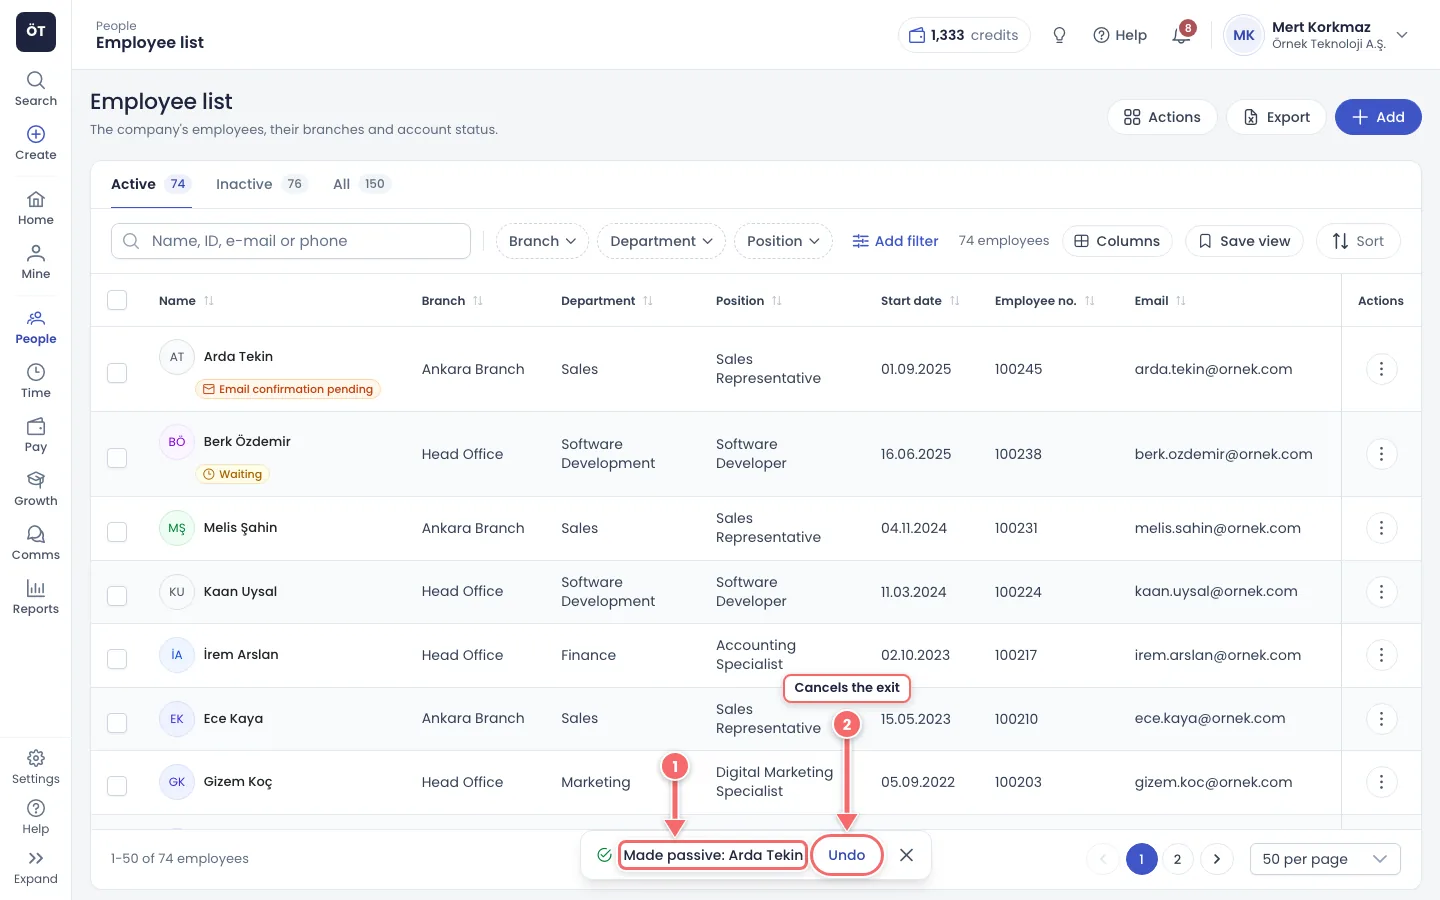 ÖT
Search
Create
Home
Mine
People
Time
Pay
Growth
Comms
Reports
Settings
Help
Expand
People
Employee list
1,333 credits
Help
8
MK
Mert Korkmaz
Örnek Teknoloji A.Ş.
Employee list
The company's employees, their branches and account status.
Actions
Export
Add
Active 74
Inactive 76
All 150
Name, ID, e-mail or phone
Branch
Department
Position
Add filter
74 employees
Columns
Save view
Sort
Name
Branch
Department
Position
Start date
Employee no.
Email
Actions
AT
Arda Tekin
Email confirmation pending
Ankara Branch
Sales
Sales
Representative
01.09.2025
100245
arda.tekin@ornek.com
BÖ
Berk Özdemir
Waiting
Head Office
Software
Development
Software
Developer
16.06.2025
100238
berk.ozdemir@ornek.com
MŞ
Melis Şahin
Ankara Branch
Sales
Sales
Representative
04.11.2024
100231
melis.sahin@ornek.com
KU
Kaan Uysal
Head Office
Software
Development
Software
Developer
11.03.2024
100224
kaan.uysal@ornek.com
İA
İrem Arslan
Head Office
Finance
Accounting
Specialist
02.10.2023
100217
irem.arslan@ornek.com
Cancels the exit
EK
Ece Kaya
Ankara Branch
Sales
Sales
Representative
2
15.05.2023
100210
ece.kaya@ornek.com
GK
Gizem Koç
Head Office
Marketing
1
Digital Marketing
Specialist
05.09.2022
100203
gizem.koc@ornek.com
1-50 of 74 employees
Made passive: Arda Tekin
Undo
1
2
50 per page